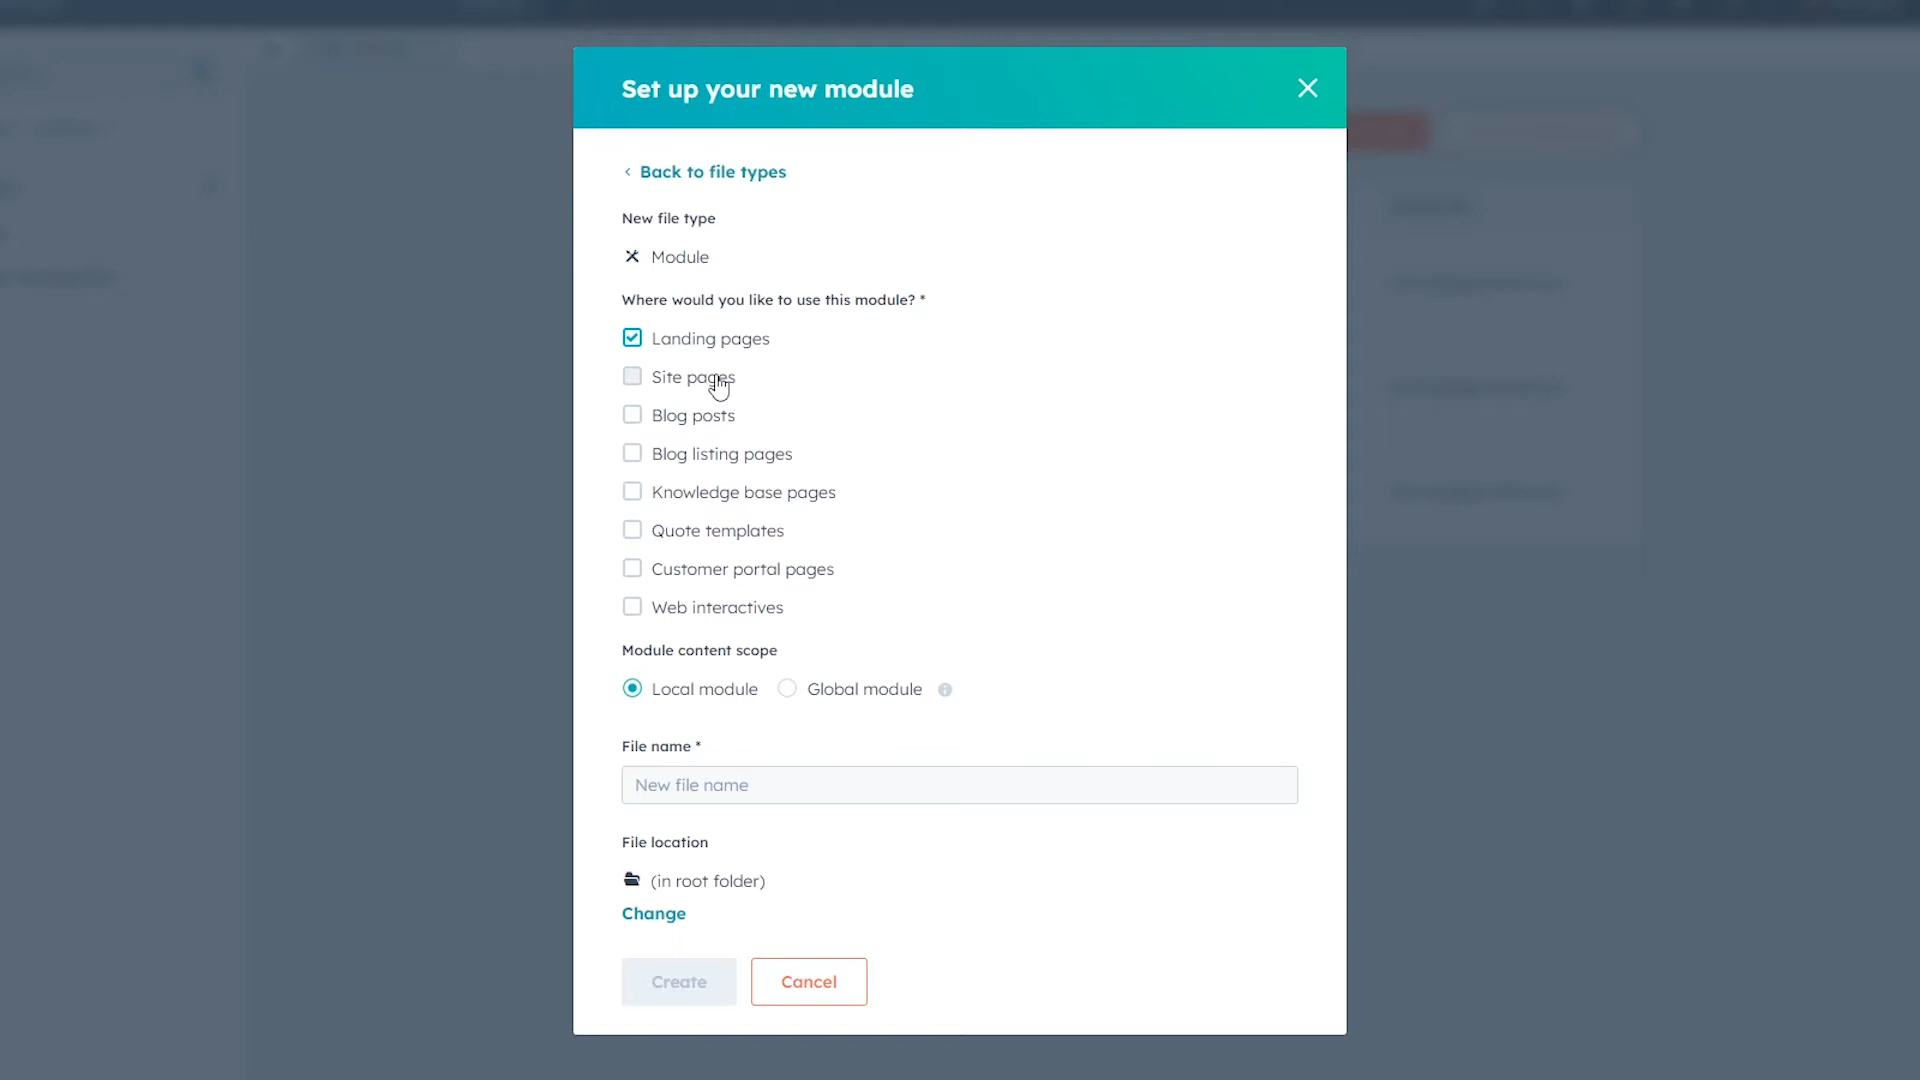 Set up your new module
Back to file types
New file type
Module
Where would you like to use this module? *
Landing pages
Site pages
Blog posts
Blog listing pages
Knowledge base pages
Quote templates
Customer portal pages
Web interactives
Module content scope
Local module Global module
File name *
New file name
File location
(in root folder)
Change
Create Cancel